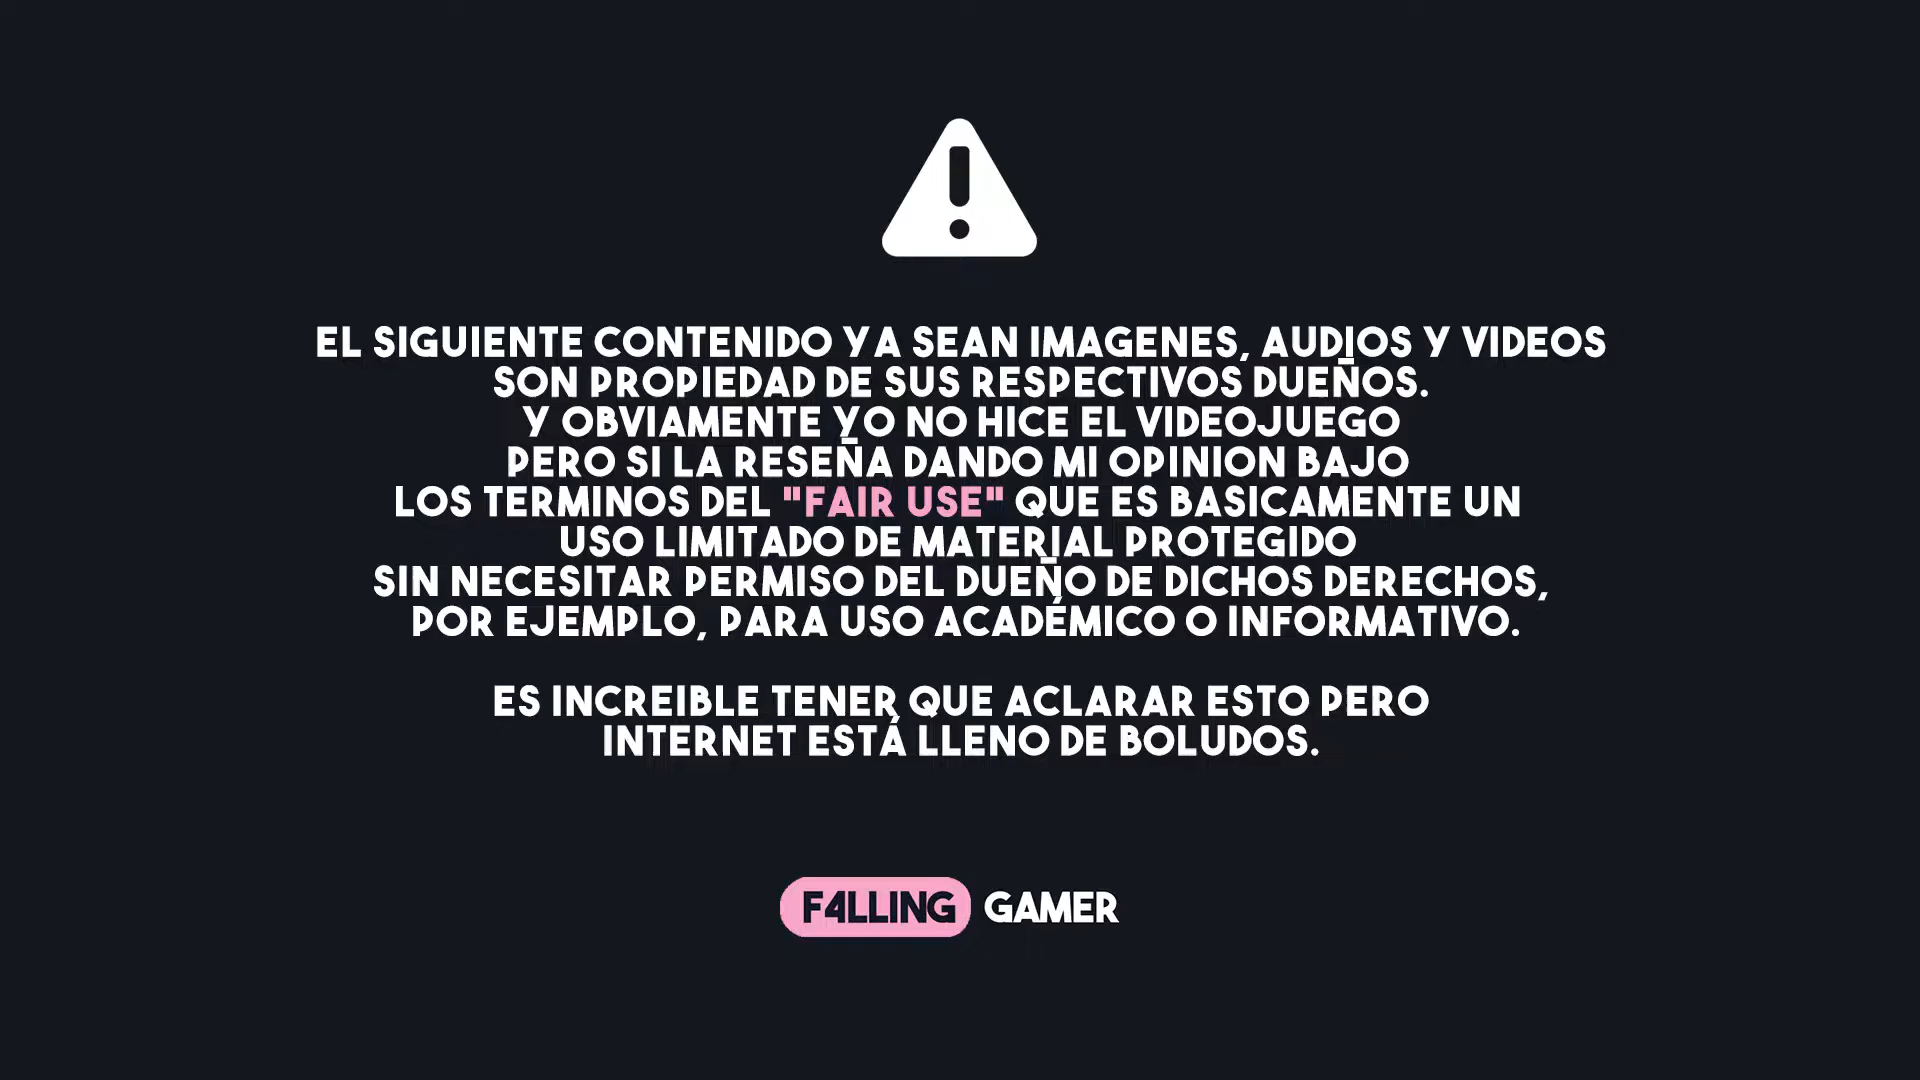 EL SIGUIENTE CONTENIDO YA SEAN IMAGENES, AUDIOS Y VIDEOS
SON PROPIEDAD DE SUS RESPECTIVOS DUEÑOS.
Y OBVIAMENTE YO NO HICE EL VIDEOJUEGO
PERO SI LA RESEÑA DANDO MI OPINION BAJO
LOS TERMINOS DEL "FAIR USE" QUE ES BASICAMENTE UN
USO LIMITADO DE MATERIAL PROTEGIDO
SIN NECESITAR PERMISO DEL DUEÑO DE DICHOS DERECHOS,
POR EJEMPLO, PARA USO ACADÉMICO O INFORMATIVO.
ES INCREIBLE TENER QUE ACLARAR ESTO PERO
INTERNET ESTÁ LLENO DE BOLUDOS.
F4LLING GAMER